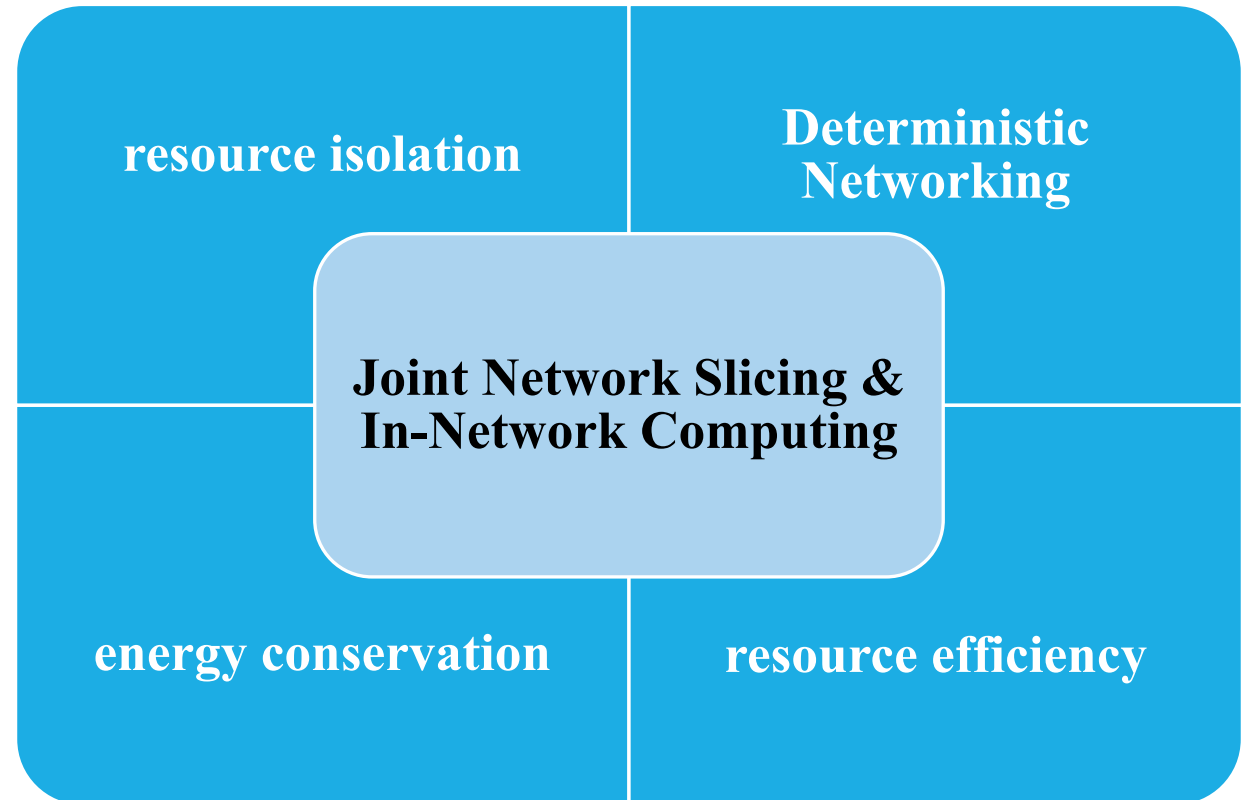 resource isolation
Deterministic
Networking
Joint Network Slicing &
In-Network Computing
energy conservation
resource efficiency